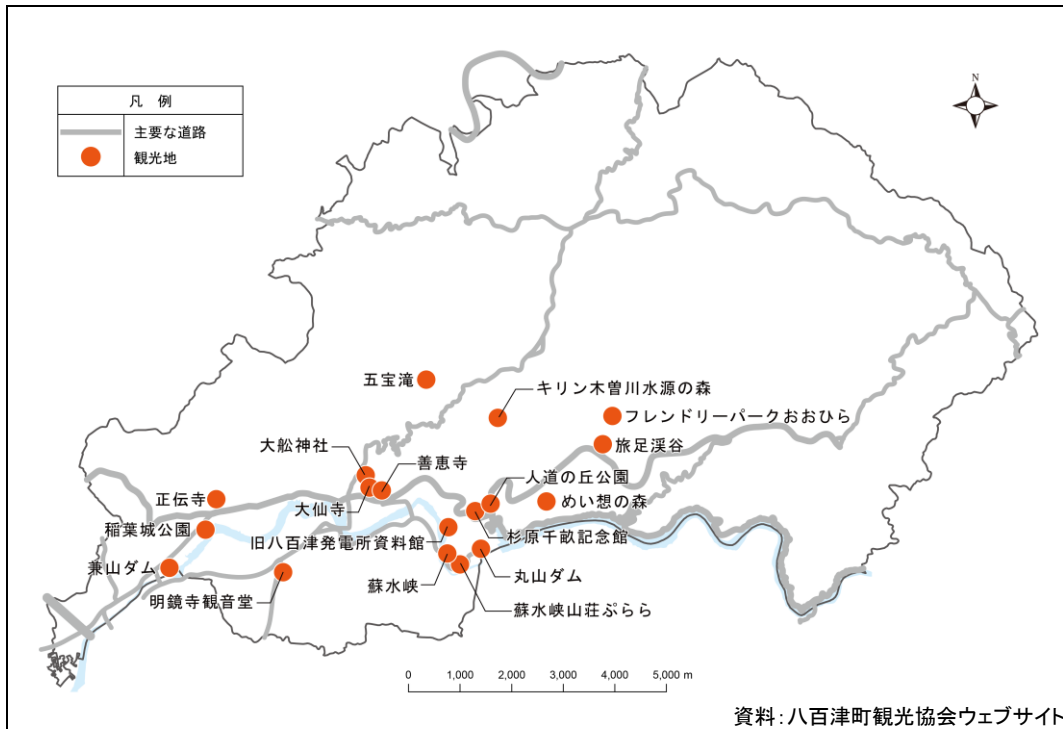 N
凡 例
主要な道路
観光地
五宝滝
キリン木曽川水源の森
フレンドリーパークおおひら
大舩神社
善恵寺
旅足渓谷
人道の丘公園
正伝寺
大仙寺
めい想の森
稲葉城公園
旧八百津発電所資料館
杉原千畝記念館
兼山ダム
蘇水峡
丸山ダム
明鏡寺観音堂
蘇水峡山荘ぷらら
0 1,000 2,000 3,000 4,000 5,000 m
資料：八百津町観光協会ウェブサイト